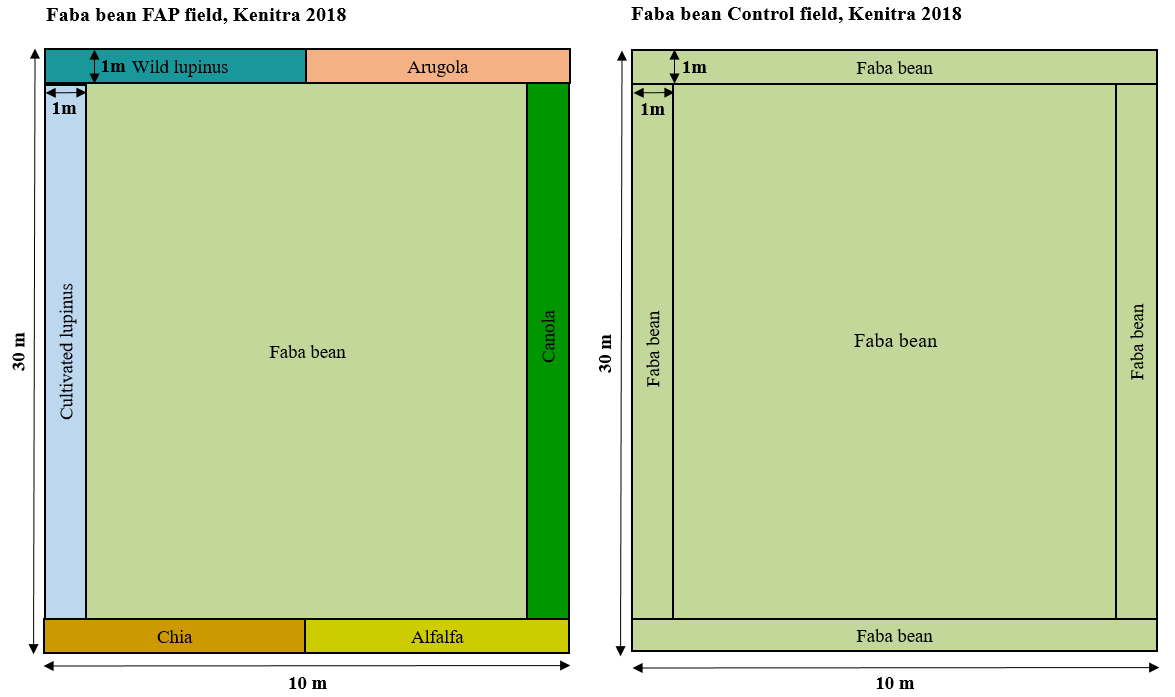 Faba bean FAP field, Kenitra 2018
1m Wild lupinus
Arugola
1m
Cultivated lupinus
Faba bean
Canola
30 m
Chia
Alfalfa
10 m
Faba bean Control field, Kenitra 2018
1m
Faba bean
1m
Faba bean
Faba bean
Faba bean
30 m
Faba bean
10 m